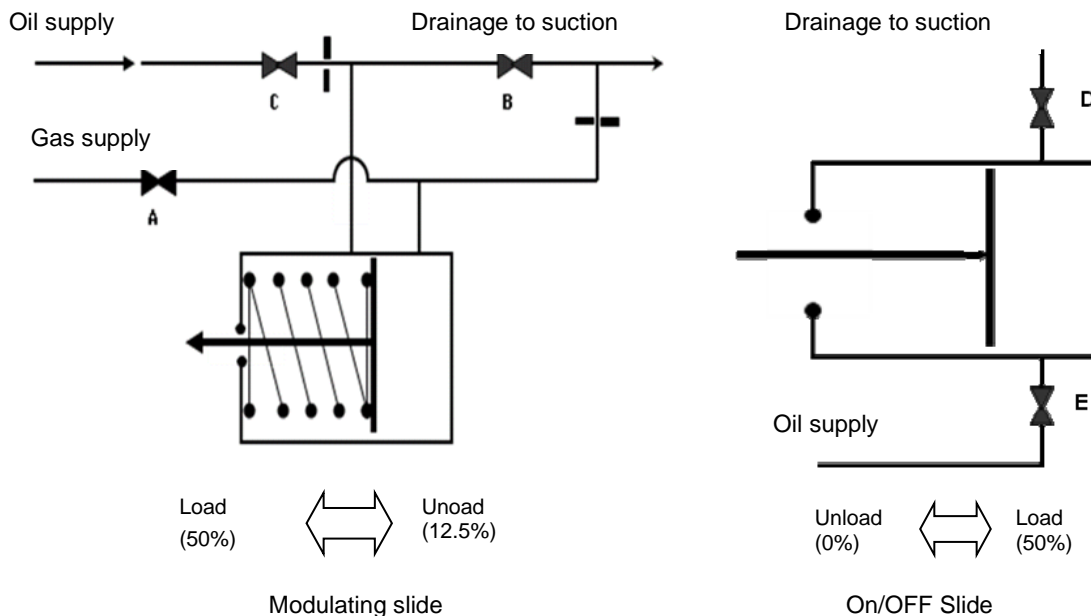 Oil supply
Drainage to suction
Drainage to suction
C
B
D
Gas supply
A
E
Oil supply
Load
(50%)
Unoad
(12.5%)
Unload
(0%)
Load
(50%)
Modulating slide
On/OFF Slide